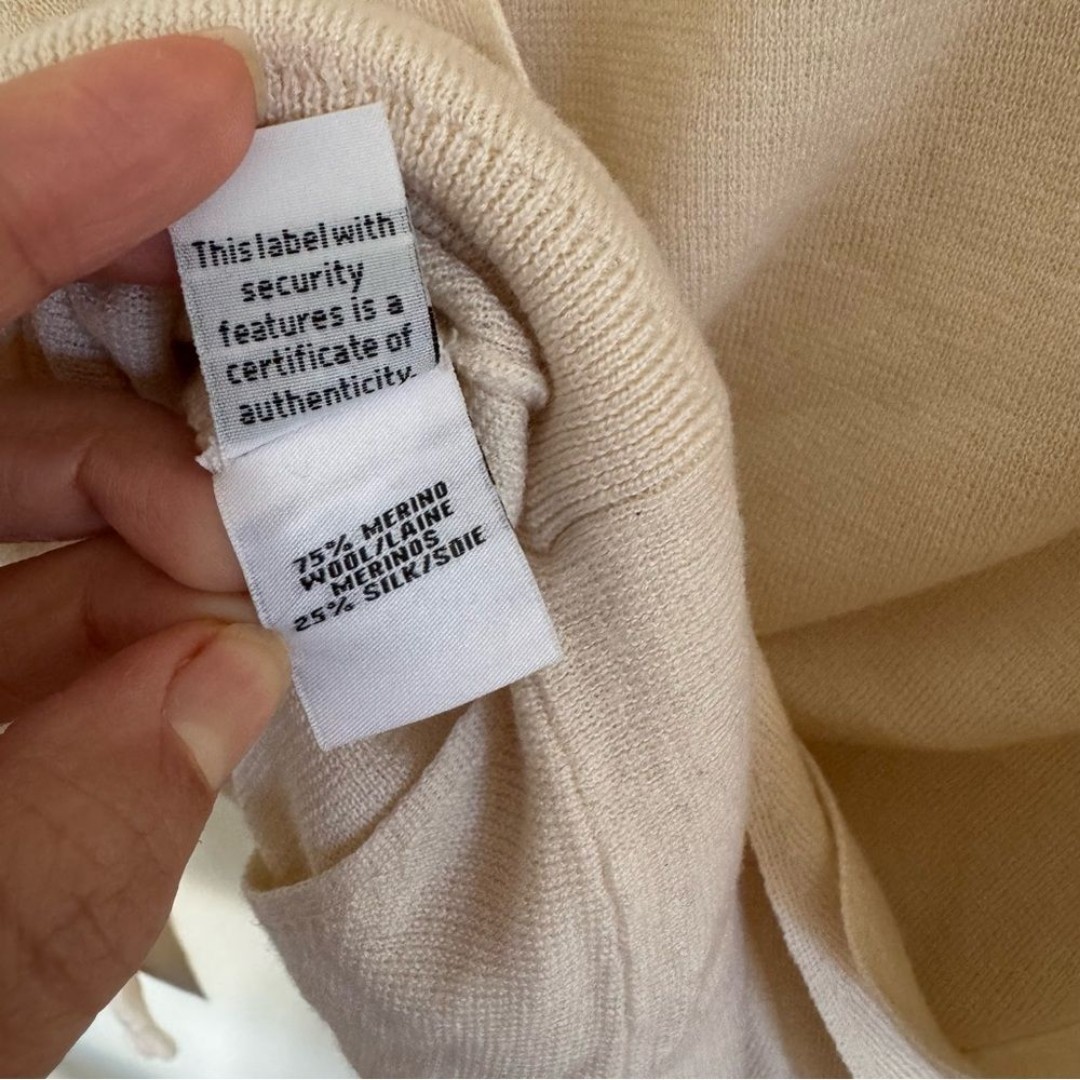 This label with
security
features is a
certificate of
authenticity.
75% MERINO
WOOL/LAINE
MERINOS
25% SILK/SOIE